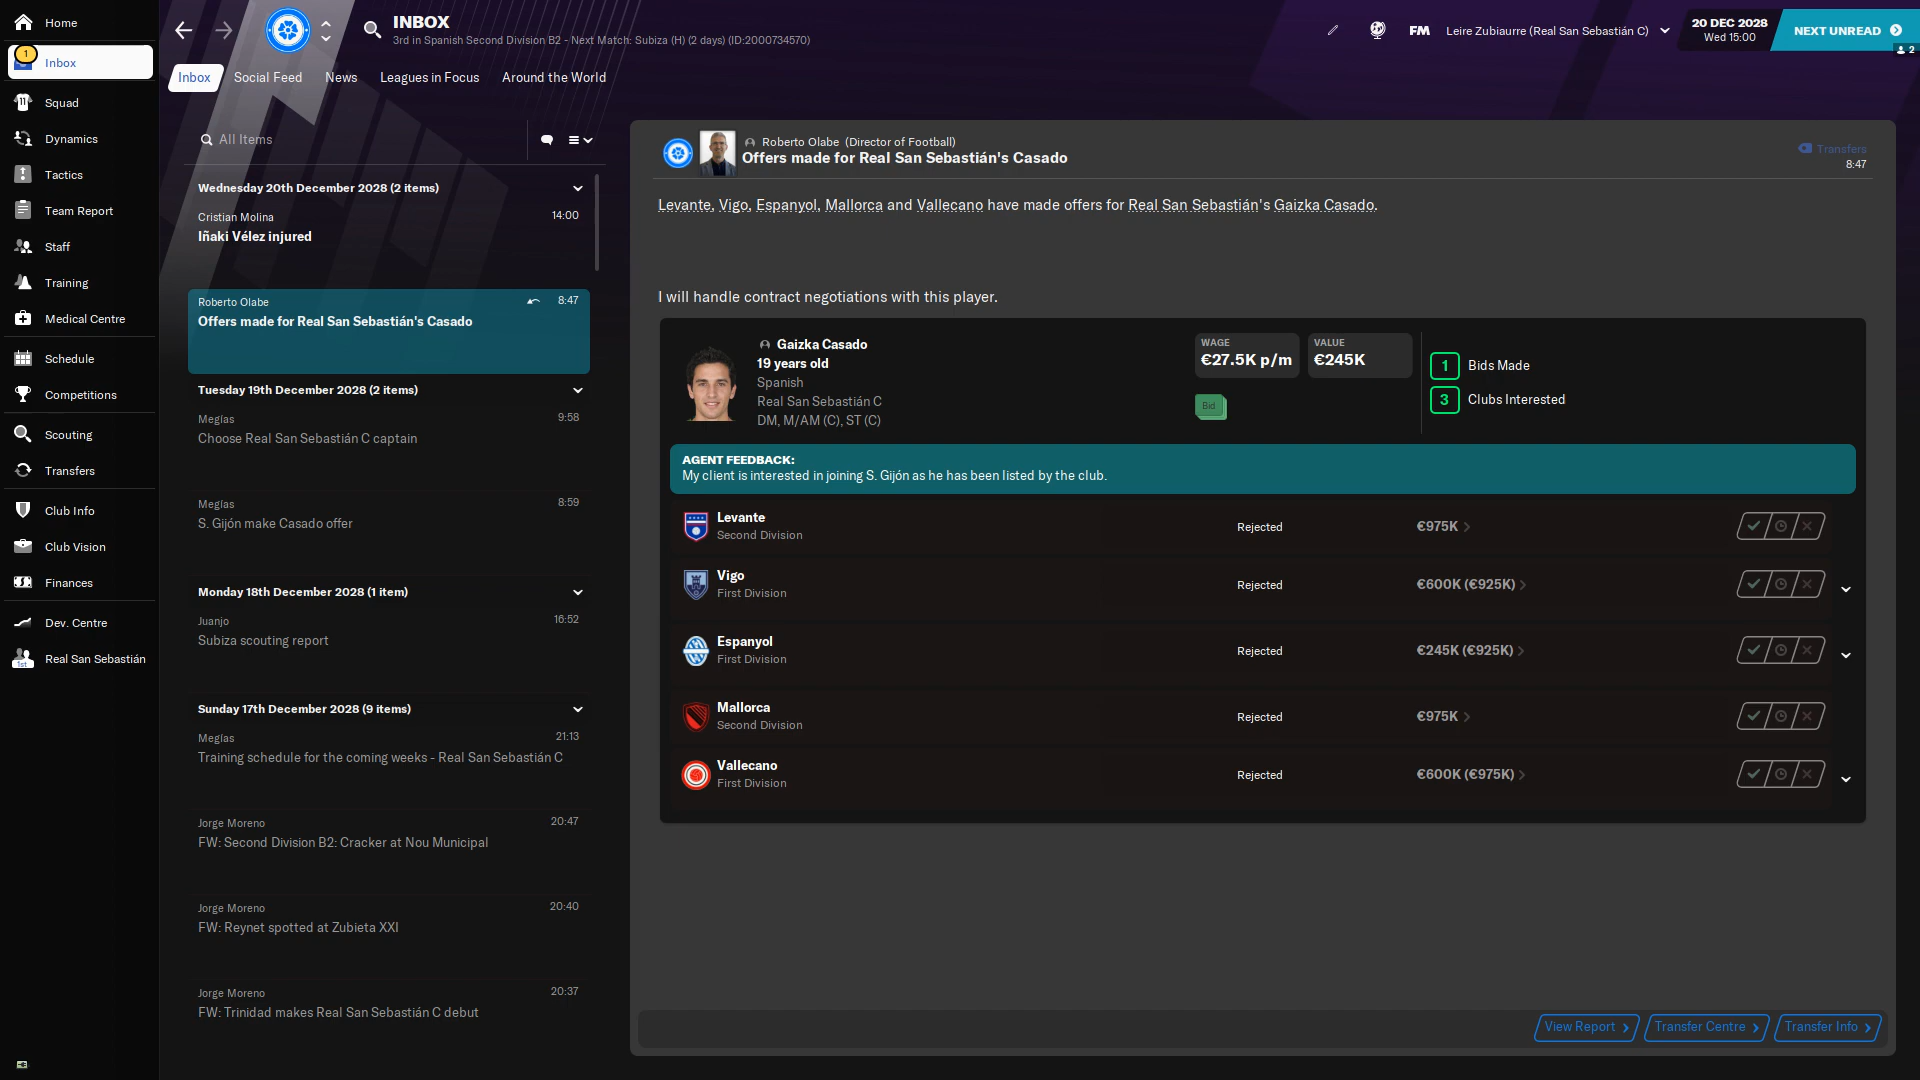 Home
1
Inbox
Squad
Dynamics
Tactics
Team Report
Staff
Training
Medical Centre
Schedule
Competitions
Scouting
Transfers
Club Info
Club Vision
Finances
Dev. Centre
1st
Real San Sebastián
INBOX
3rd in Spanish Second Division B2 - Next Match: Subiza (H) (2 days) (ID:2000734570)
FM
Leire Zubiaurre (Real San Sebastián C)
20 DEC 2028
Wed 15:00
NEXT UNREAD
2
Inbox
Social Feed
News
Leagues in Focus
Around the World
All Items
Wednesday 20th December 2028 (2 items)
Cristian Molina
14:00
Iñaki Vélez injured
Roberto Olabe
8:47
Offers made for Real San Sebastián's Casado
Tuesday 19th December 2028 (2 items)
Megías
9:58
Choose Real San Sebastián C captain
Megías
8:59
S. Gijón make Casado offer
Monday 18th December 2028 (1 item)
Juanjo
16:52
Subiza scouting report
Sunday 17th December 2028 (9 items)
Megías
21:13
Training schedule for the coming weeks - Real San Sebastián C
Jorge Moreno
20:47
FW: Second Division B2: Cracker at Nou Municipal
Jorge Moreno
20:40
FW: Reynet spotted at Zubieta XXI
Jorge Moreno
20:37
FW: Trinidad makes Real San Sebastián C debut
Roberto Olabe (Director of Football)
Offers made for Real San Sebastián's Casado
Transfers
8:47
Levante, Vigo, Espanyol, Mallorca and Vallecano have made offers for Real San Sebastián's Gaizka Casado.
I will handle contract negotiations with this player.
Gaizka Casado
19 years old
Spanish
Real San Sebastián C
DM, M/AM (C), ST (C)
WAGE
€27.5K p/m
VALUE
€245K
Bid
1 Bids Made
3 Clubs Interested
AGENT FEEDBACK:
My client is interested in joining S. Gijón as he has been listed by the club.
Levante
Second Division
Rejected
€975K
Vigo
First Division
Rejected
€600K (€925K)
Espanyol
First Division
Rejected
€245K (€925K)
Mallorca
Second Division
Rejected
€975K
Vallecano
First Division
Rejected
€600K (€975K)
View Report
Transfer Centre
Transfer Info